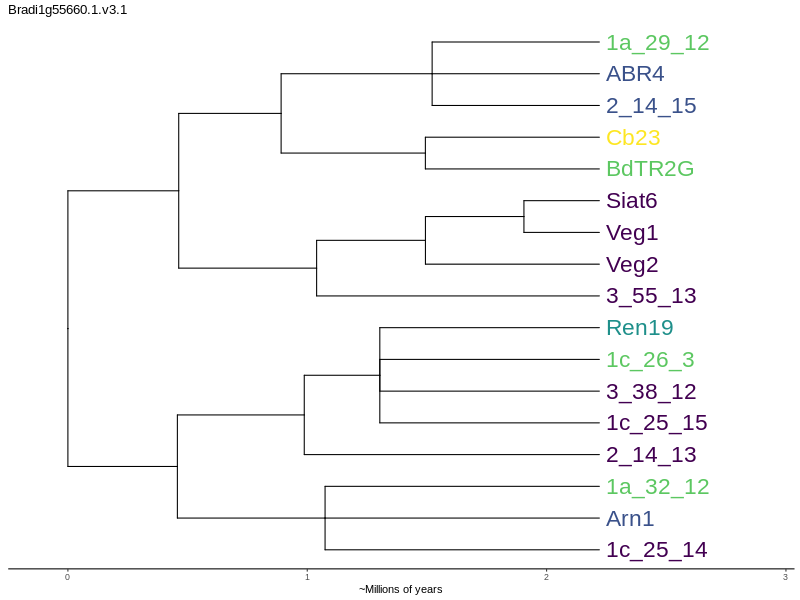 Bradi1g55660.1.v3.1
1a_29_12
ABR4
2_14_15
Cb23
BdTR2G
Siat6
Veg1
Veg2
3_55_13
Ren19
1c_26_3
3_38_12
1c_25_15
2_14_13
1a_32_12
Arn1
1c_25_14
0 1 2 3
~Millions of years